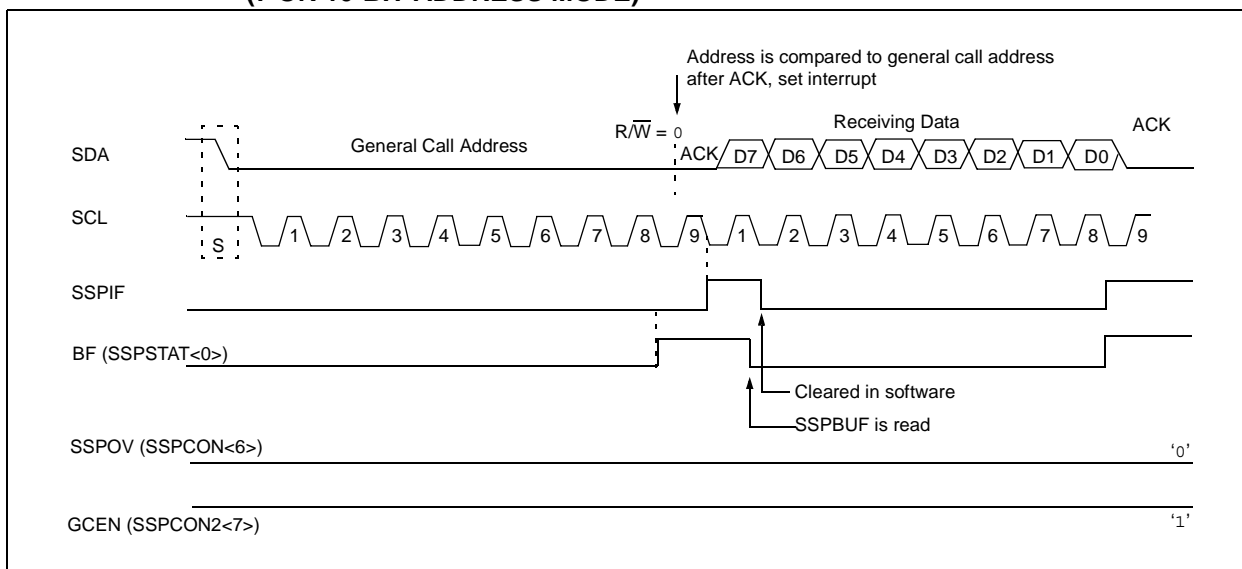 Address is compared to general call address
after ACK, set interrupt
R/W = 0
Receiving Data
ACK
SDA
General Call Address
ACK D7 D6 D5 D4 D3 D2 D1 D0
SCL
S
1 2 3 4 5 6 7 8 9 1 2 3 4 5 6 7 8 9
SSPIF
BF (SSPSTAT<0>)
Cleared in software
SSPBUF is read
SSPOV (SSPCON<6>)
‘0’
GCEN (SSPCON2<7>)
‘1’